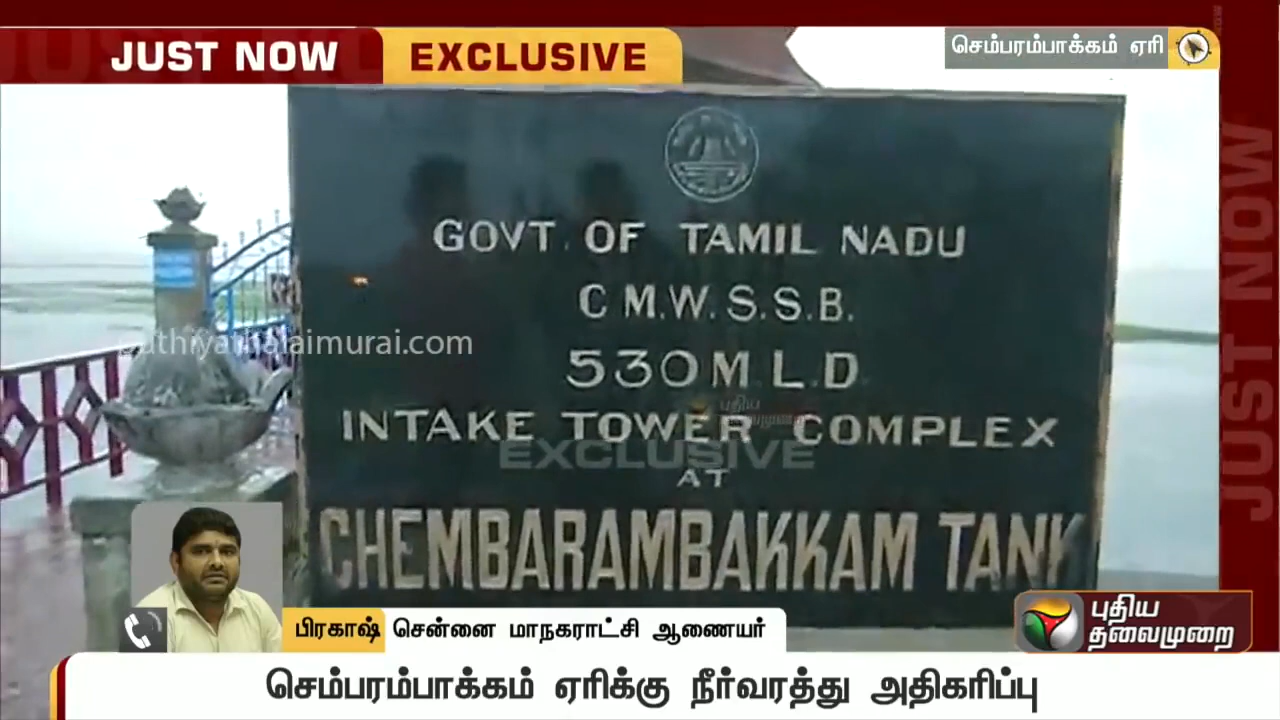 JUST NOW
EXCLUSIVE
செம்பரம்பாக்கம் ஏரி
GOVT. OF TAMIL NADU
C M.W.S.S.B.
530 M L.D
INTAKE TOWER COMPLEX
AT
CHEMBARAMBAKKAM TANK
puthiyathalaimurai.com
புதிய
தலைமுறை
EXCLUSIVE
JUST NOW
பிரகாஷ் சென்னை மாநகராட்சி ஆணையர்
புதிய
தலைமுறை
செம்பரம்பாக்கம் ஏரிக்கு நீர்வரத்து அதிகரிப்பு